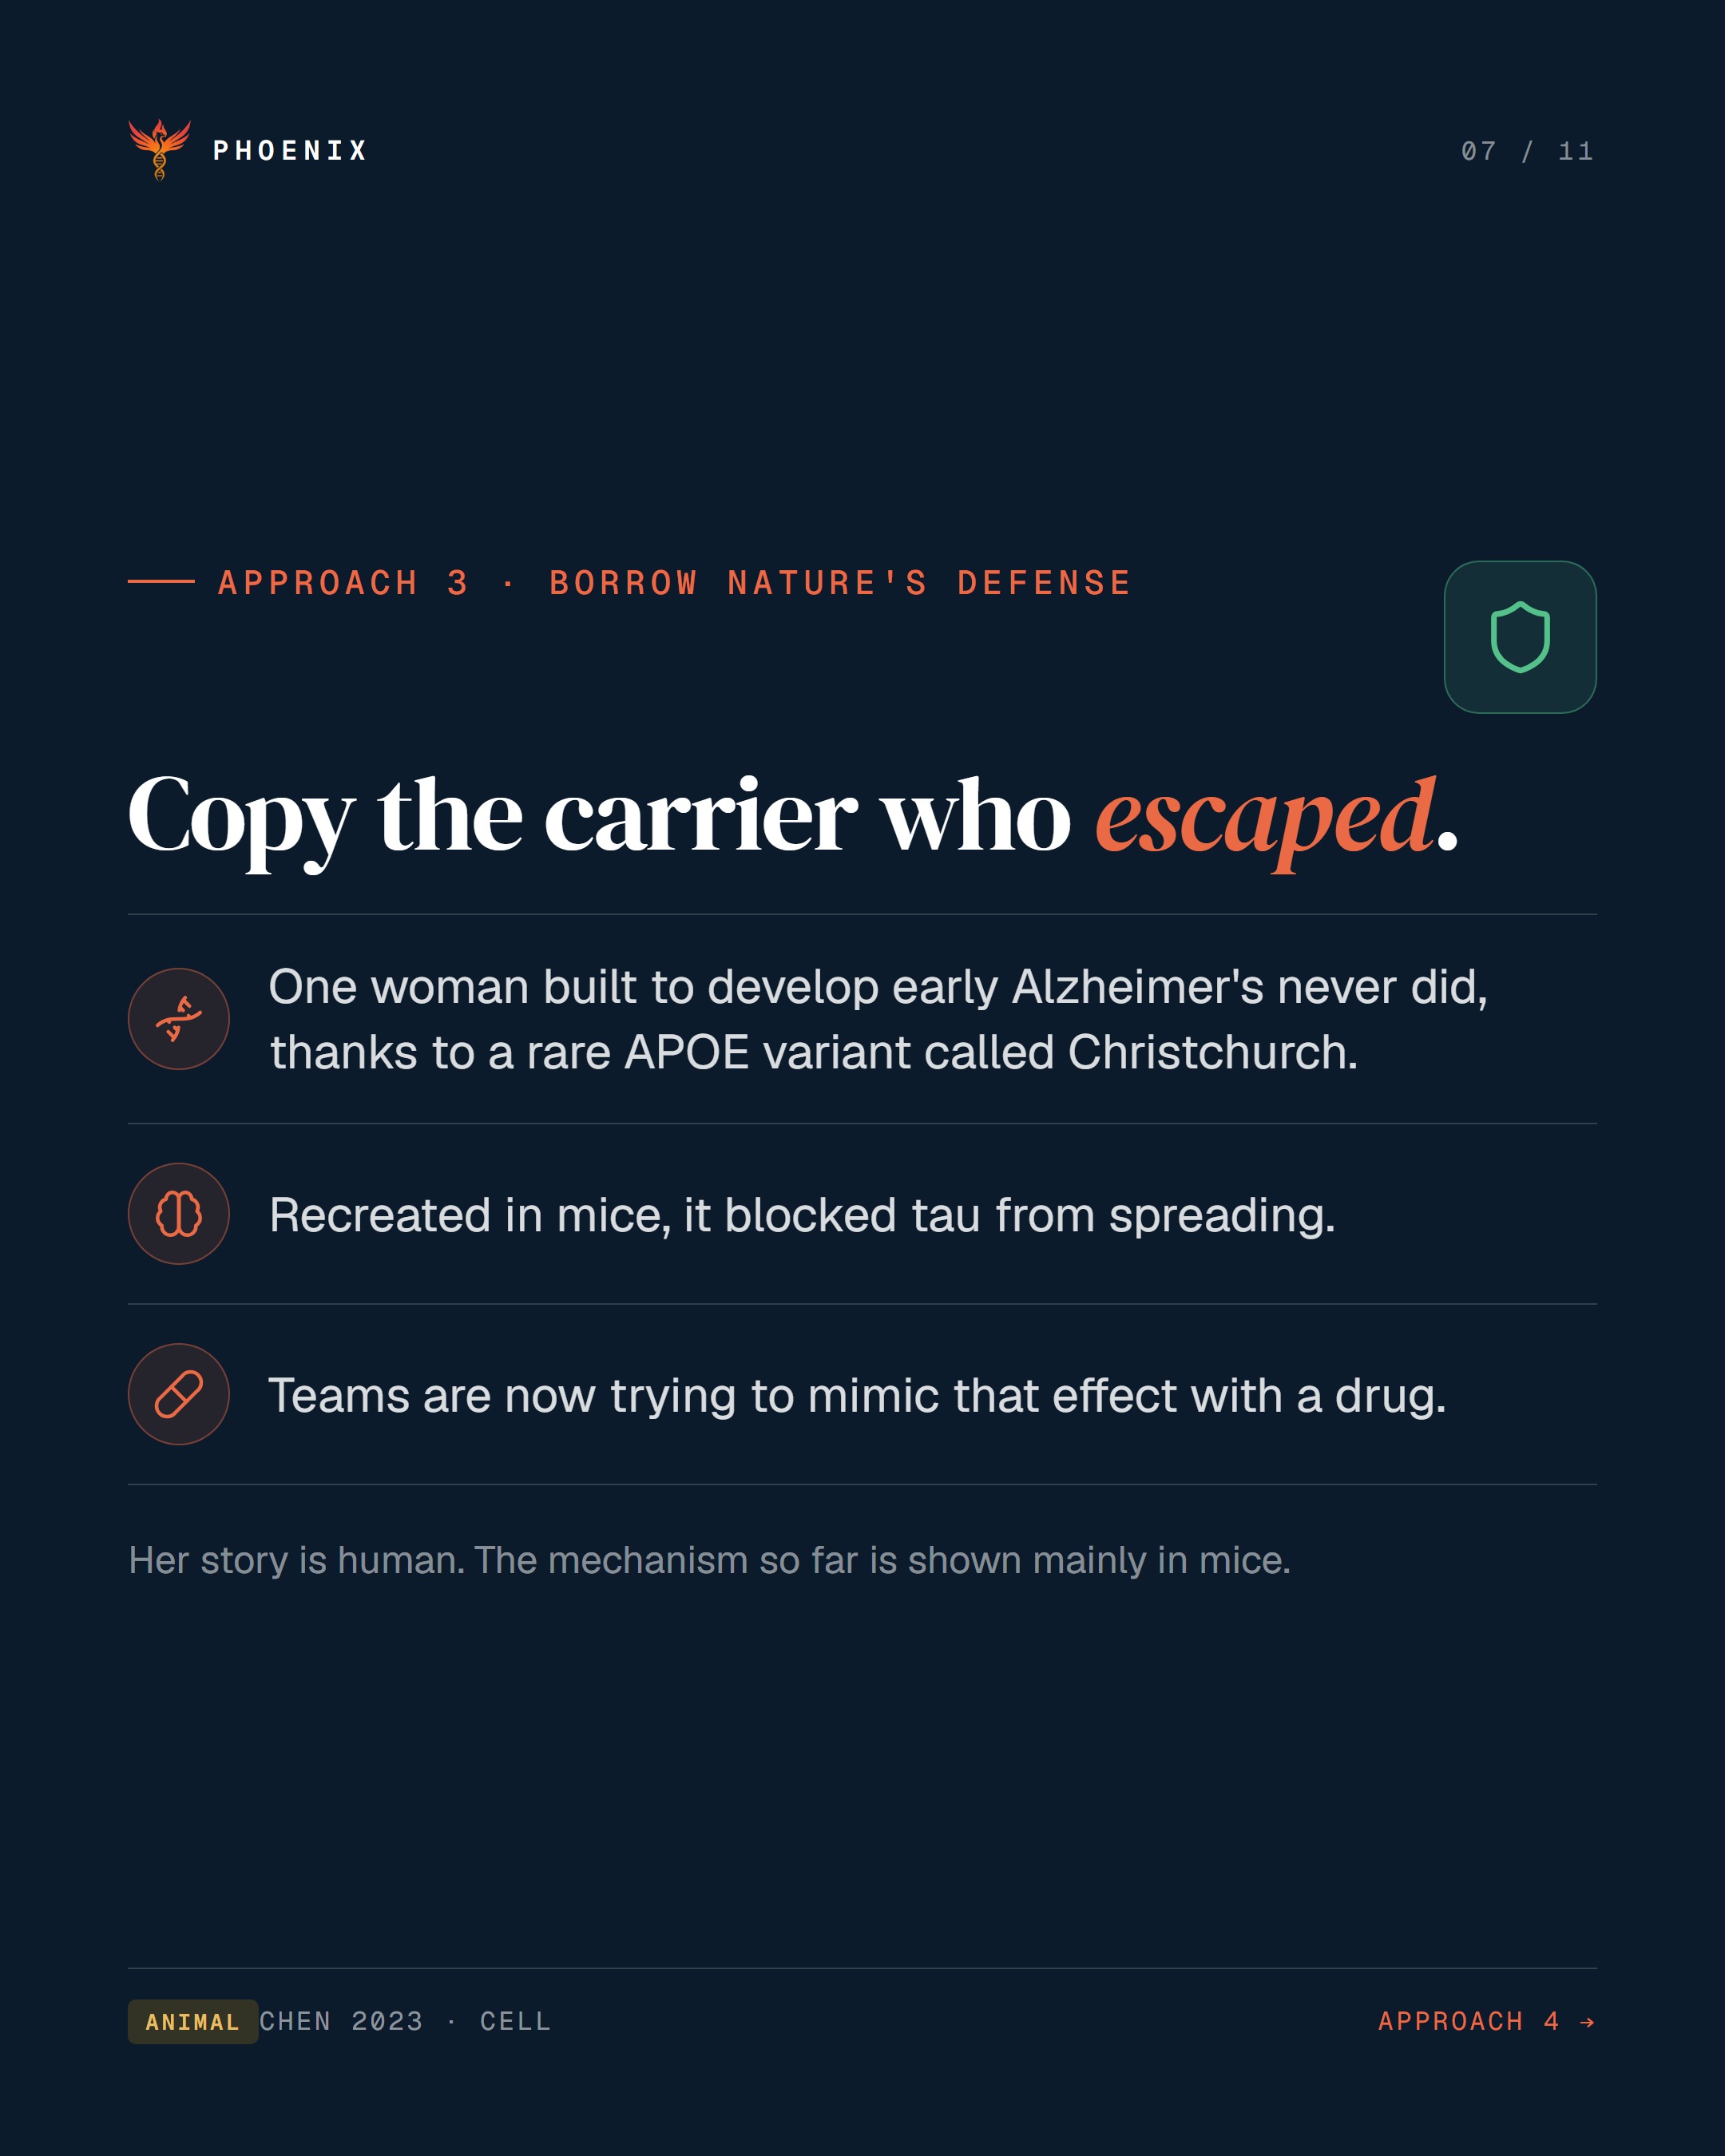 PHOENIX
07 / 11
APPROACH 3 · BORROW NATURE'S DEFENSE
Copy the carrier who escaped.
One woman built to develop early Alzheimer's never did,
thanks to a rare APOE variant called Christchurch.
Recreated in mice, it blocked tau from spreading.
Teams are now trying to mimic that effect with a drug.
Her story is human. The mechanism so far is shown mainly in mice.
ANIMAL CHEN 2023 · CELL
APPROACH 4 →